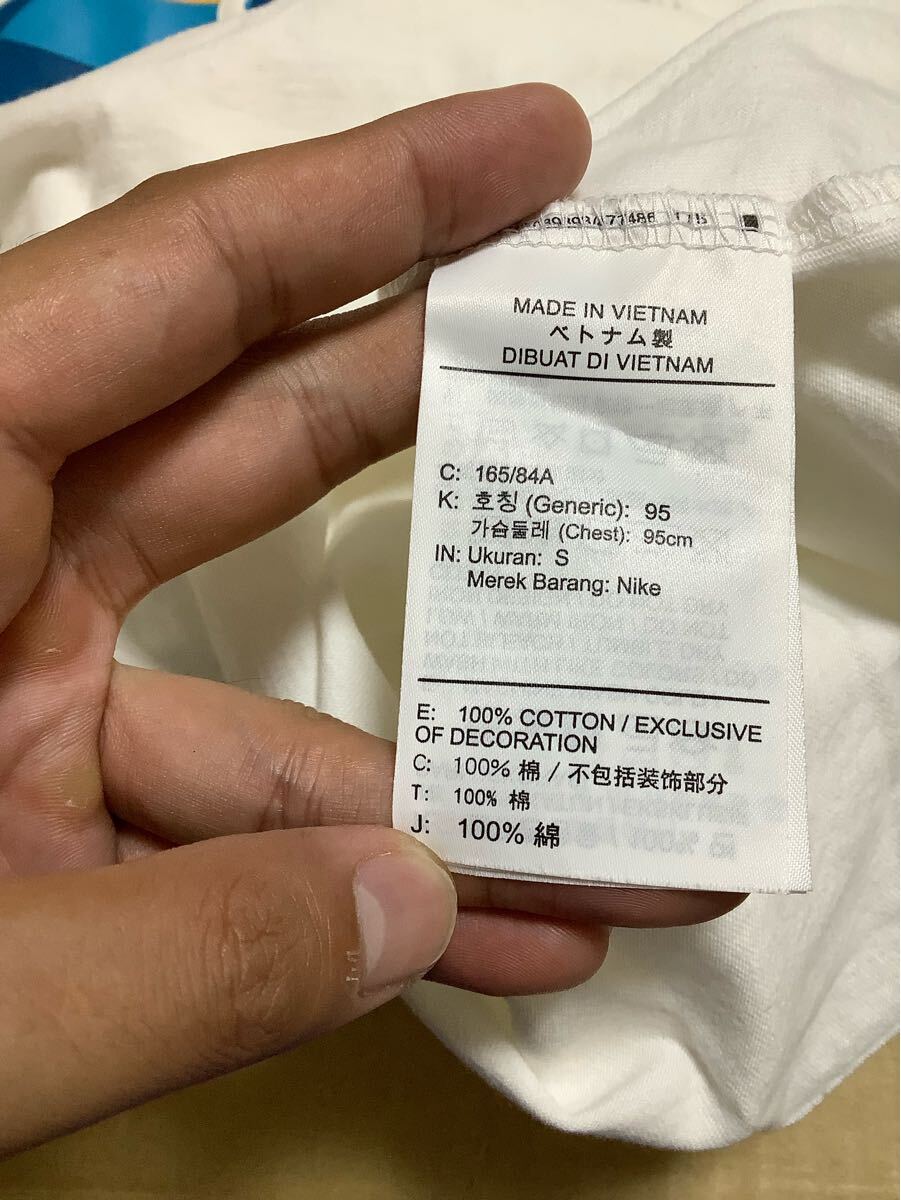 MADE IN VIETNAM
ベトナム製
DIBUAT DI VIETNAM
C: 165/84A
K: 호칭 (Generic): 95
가슴둘레 (Chest): 95cm
IN: Ukuran: S
Merek Barang: Nike
E: 100% COTTON / EXCLUSIVE
OF DECORATION
C: 100% 棉 / 不包括装饰部分
T: 100% 棉
J: 100% 綿